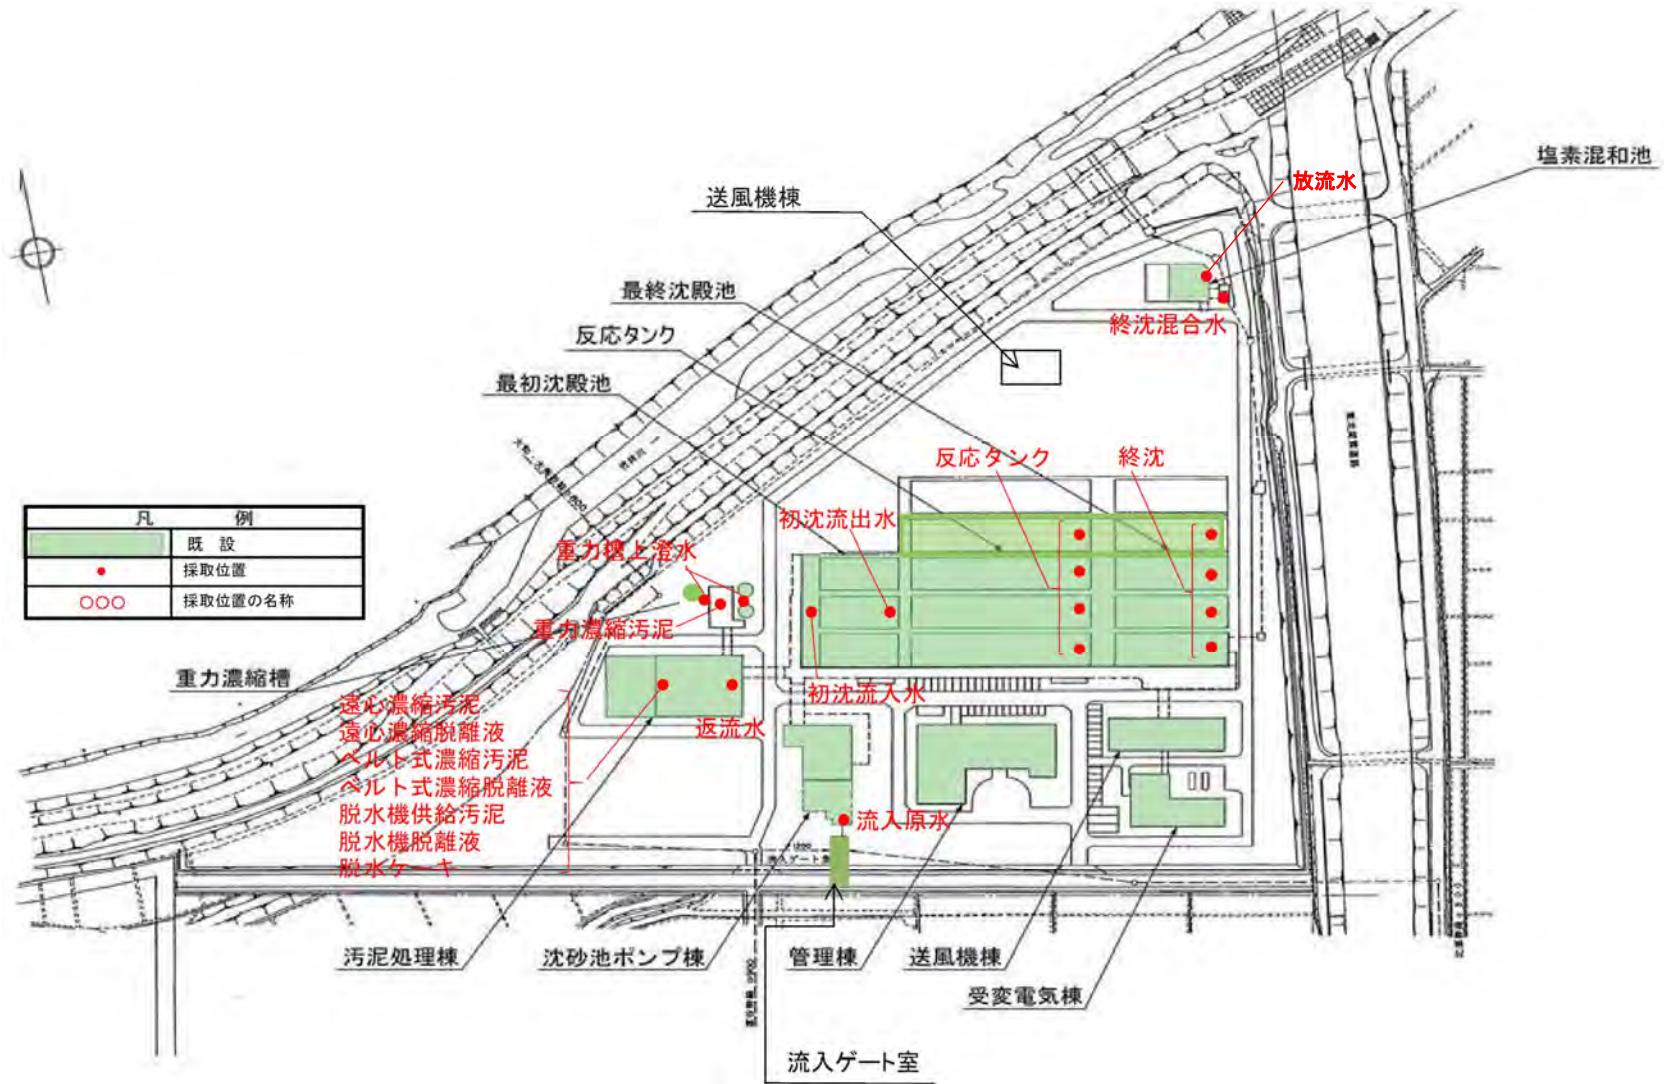 塩素混和池
放流水
送風機棟
最終沈殿池
終沈混合水
反応タンク
最初沈殿池
反応タンク
終沈
凡 例
既 設
採取位置
○○○ 採取位置の名称
初沈流出水
重力槽上澄水
重力濃縮汚泥
重力濃縮槽
初沈流入水
遠心濃縮汚泥
遠心濃縮脱離液
ベルト式濃縮汚泥
ベルト式濃縮脱離液
脱水機供給汚泥
脱水機脱離液
脱水ケーキ
返流水
流入原水
汚泥処理棟
沈砂池ポンプ棟
管理棟
送風機棟
受変電気棟
流入ゲート室